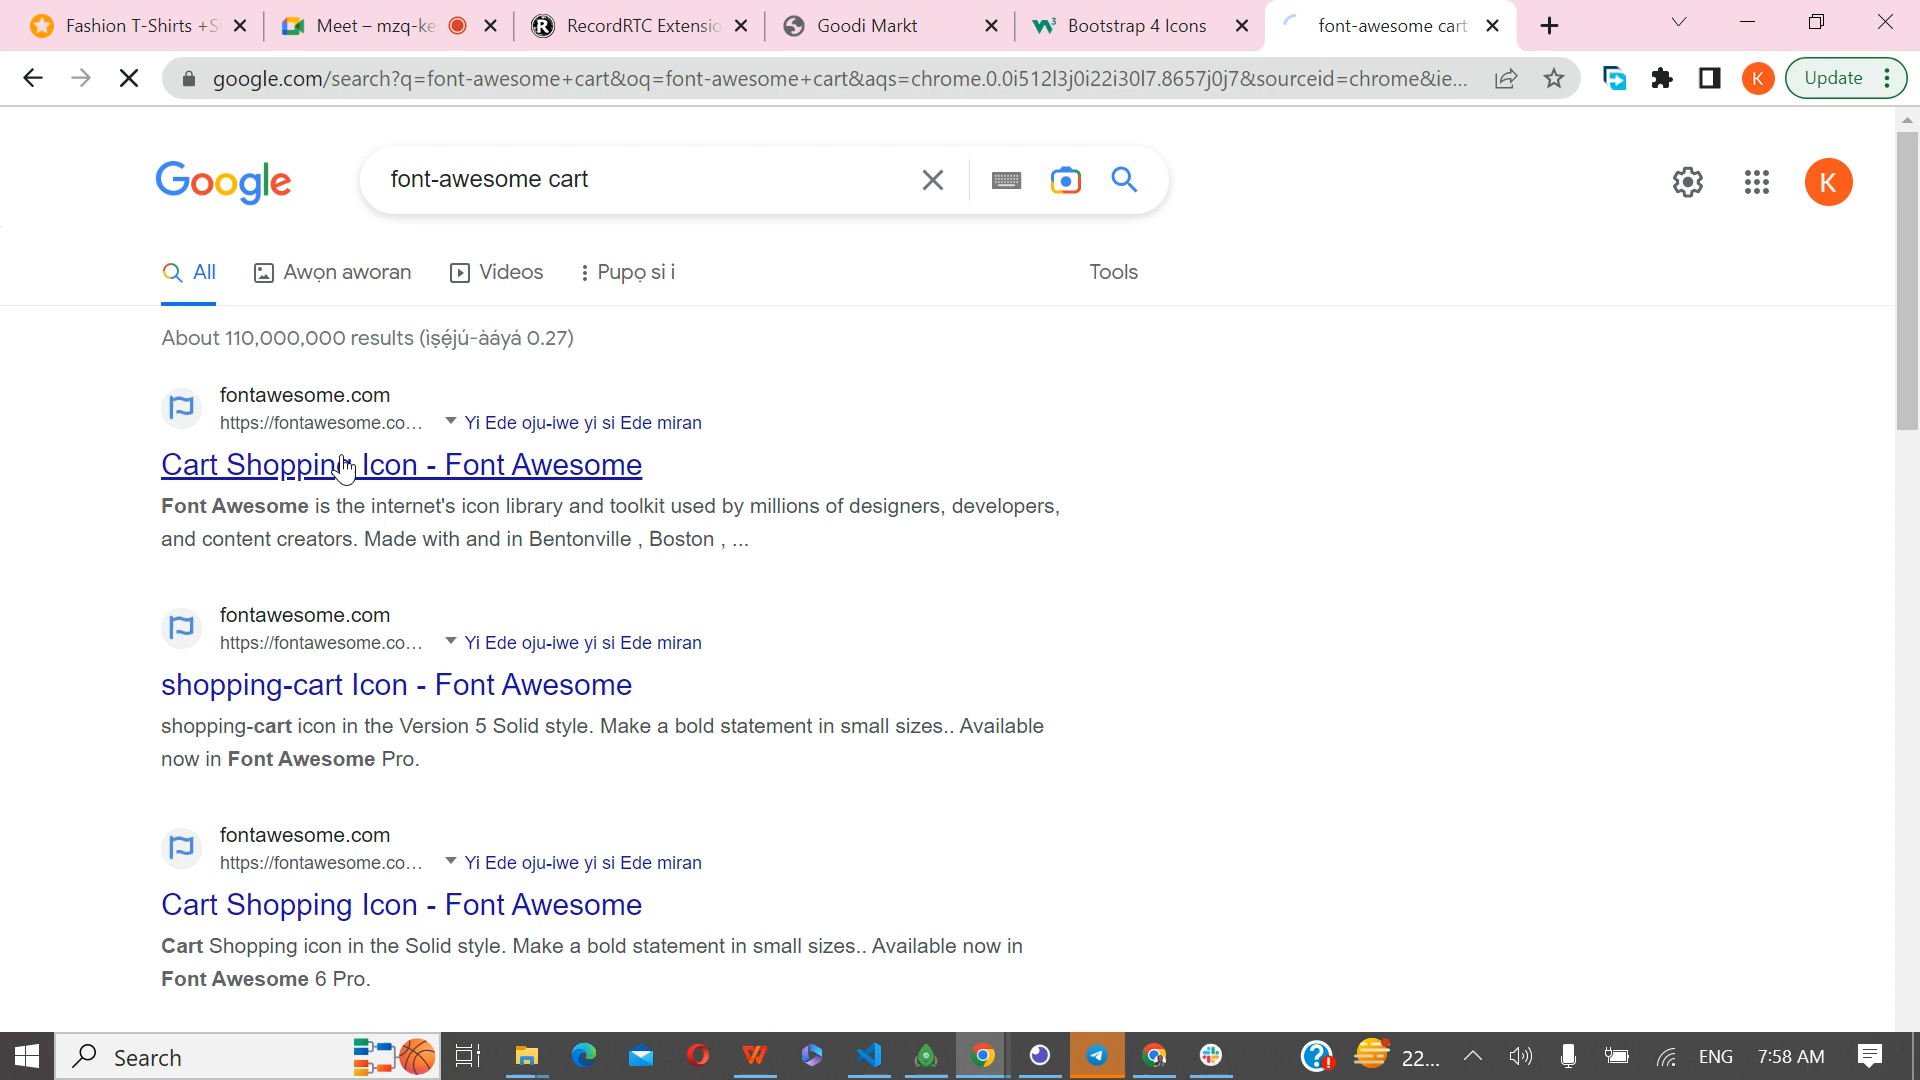 Fashion T-Shirts +S
Meet – mzq-ke
RecordRTC Extensio
Goodi Markt
Bootstrap 4 Icons
font-awesome cart
google.com/search?q=font-awesome+cart&oq=font-awesome+cart&aqs=chrome.0.0i512l3j0i22i30l7.8657j0j7&sourceid=chrome&ie...
K
Update
Google
font-awesome cart
K
All
Awọn aworan
Videos
Pupọ si i
Tools
About 110,000,000 results (ìṣẹ́jú-àáyá 0.27)
fontawesome.com
https://fontawesome.co... Yi Ede oju-iwe yi si Ede miran
Cart Shopping Icon - Font Awesome
Font Awesome is the internet's icon library and toolkit used by millions of designers, developers,
and content creators. Made with and in Bentonville , Boston , ...
fontawesome.com
https://fontawesome.co... Yi Ede oju-iwe yi si Ede miran
shopping-cart Icon - Font Awesome
shopping-cart icon in the Version 5 Solid style. Make a bold statement in small sizes.. Available
now in Font Awesome Pro.
fontawesome.com
https://fontawesome.co... Yi Ede oju-iwe yi si Ede miran
Cart Shopping Icon - Font Awesome
Cart Shopping icon in the Solid style. Make a bold statement in small sizes.. Available now in
Font Awesome 6 Pro.
Search
22...
ENG
7:58 AM